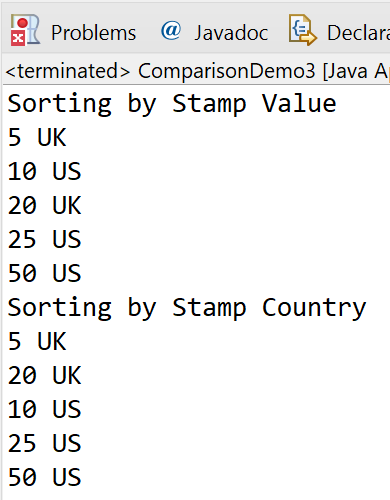 Problems @ Javadoc Declara
<terminated> ComparisonDemo3 [Java Ap
Sorting by Stamp Value
5 UK
10 US
20 UK
25 US
50 US
Sorting by Stamp Country
5 UK
20 UK
10 US
25 US
50 US